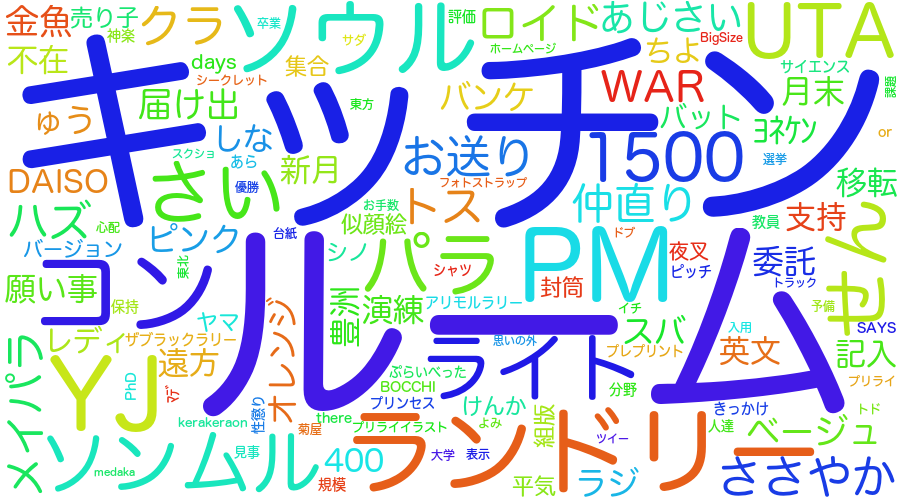 金魚 売り子 クラ ソウル 卒業 評価 ロイド あじさい UTA
神楽 サダ ホームページ BigSize ちよ
不在 days 集合 サイエンス
シークレット キッチン WAR 月末 課題
ゅう 届け出 東方 バンケ バット ヨネケン or
しな スクショ あら お送り 1500 選挙
DAISO 新月 優勝 フォトストラップ 移転
さい お手数 トス 仲直り 教員 支持
ハズ 心配 ピンク 台紙 似顔絵 ドブ せん
バージョン 東北 シノ パラ シャツ PM 夜叉 委託
願い事 コンルーム 封筒 ピッチ トラック
保持 豊洲 演練 アリモルラリー イチ 予備
ヤマ オレンジ ライト スバ 入用 SAYS
レディ ザブラックラリー 思いの外 プレプリント 英文 記入
メイパラ YJ 遠方 ぷらいべった 分野 プリライ
PhD マデ BOCCHI
性懲り プリンセス けんか 組版 きっかけ トド
kerakeraon there プリライイラスト よみ 人達 ベージュ
菊屋 ランドリー ツイー
ソンムル 見事 400 大学 表示
medaka 規模 平気 ラジ ささやか